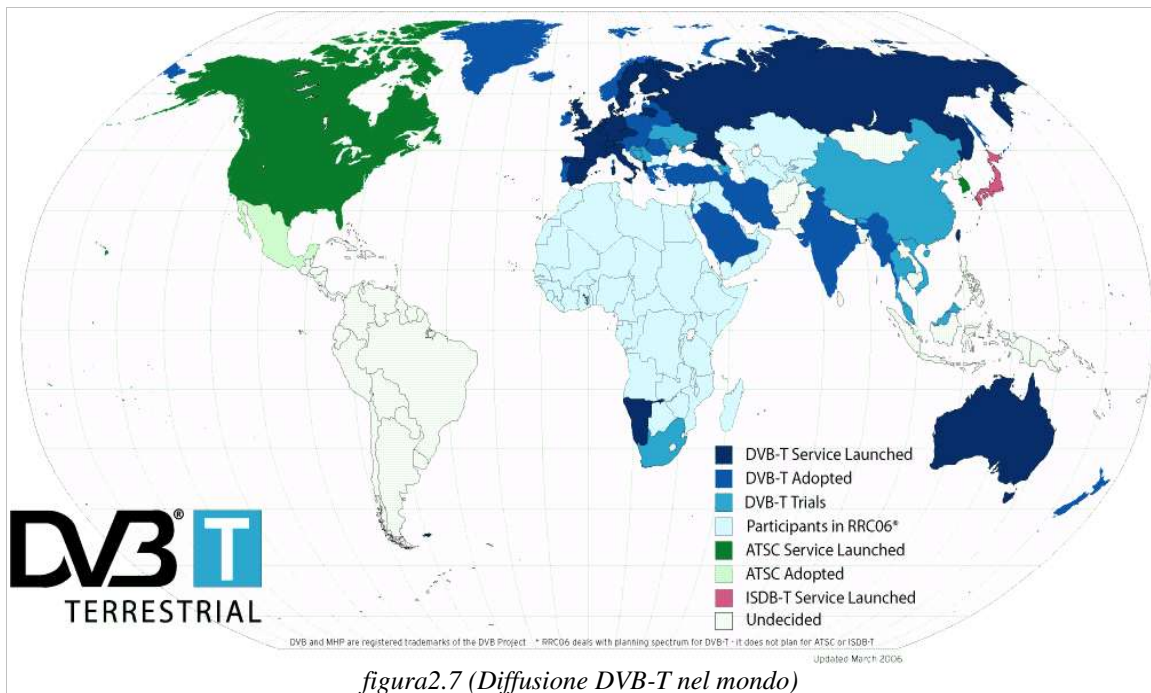 DVB-T Service Launched
DVB-T Adopted
DVB-T Trials
Participants in RRC06*
ATSC Service Launched
ATSC Adopted
ISDB-T Service Launched
Undecided
DVB® T
TERRESTRIAL
DVB and MHP are registered trademarks of the DVB Project * RRC06 deals with planning spectrum for DVB-T - it does not plan for ATSC or ISDB-T
Updated March 2006
figura2.7 (Diffusione DVB-T nel mondo)